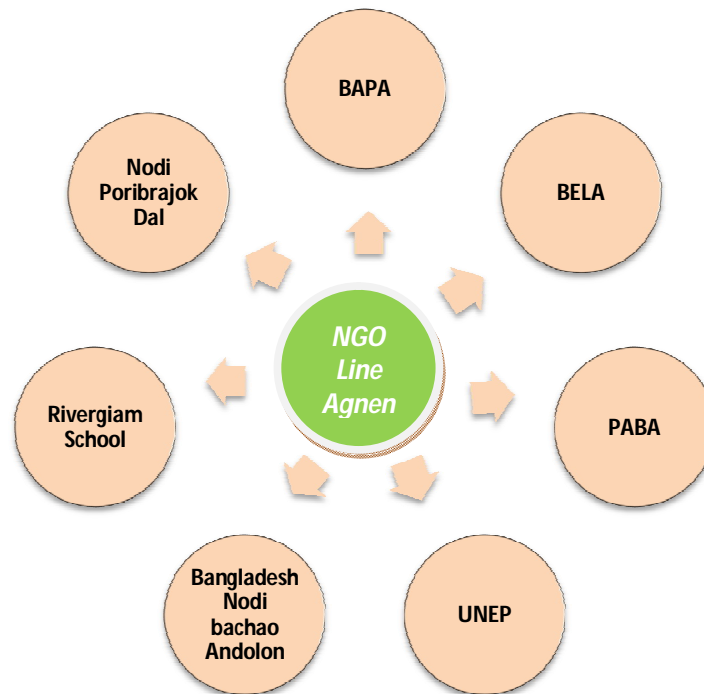 BAPA
BELA
PABA
UNEP
Bangladesh
Nodi
bachao
Andolon
Rivergiam
School
Nodi
Poribrajok
Dal
NGO
Line
Agnen